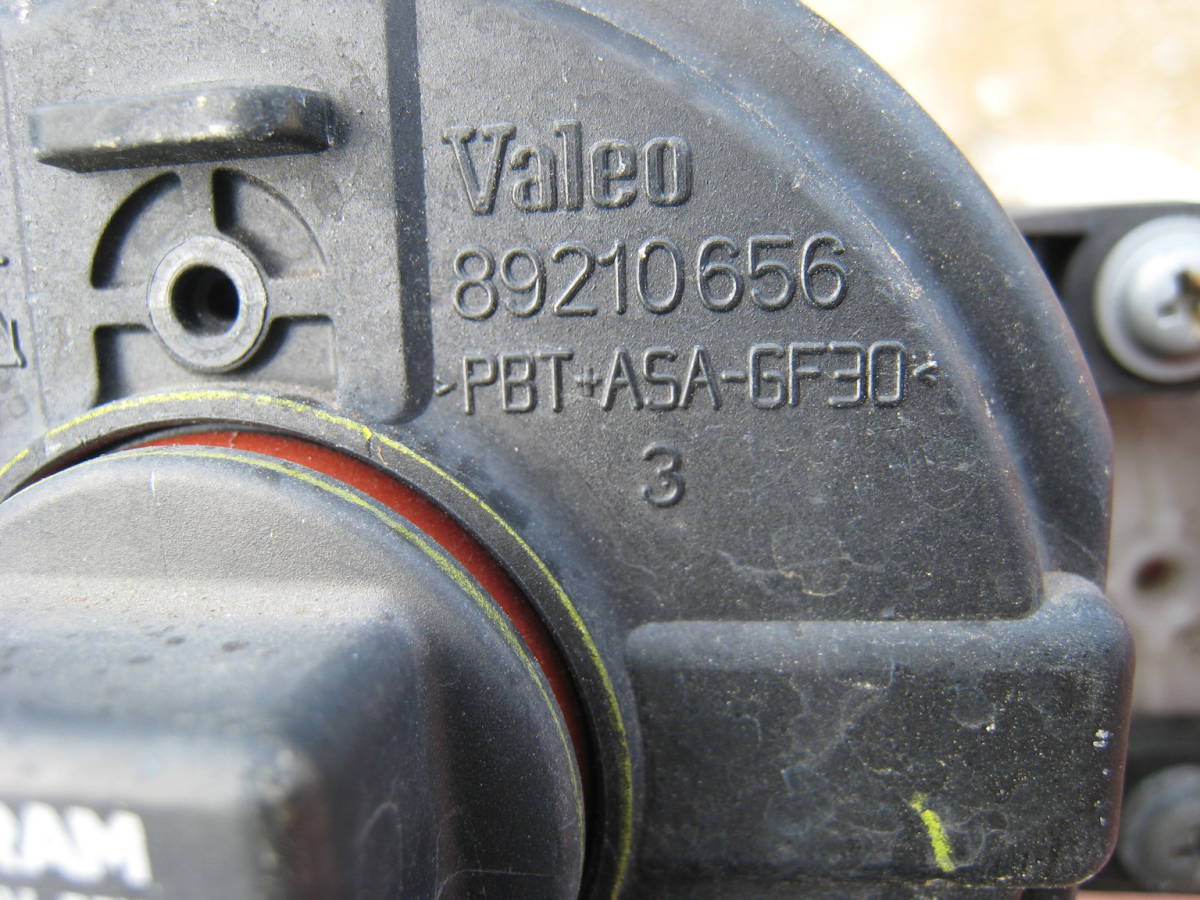 Valeo
89210656
>PBT+ASA-GF30<
3
RAM